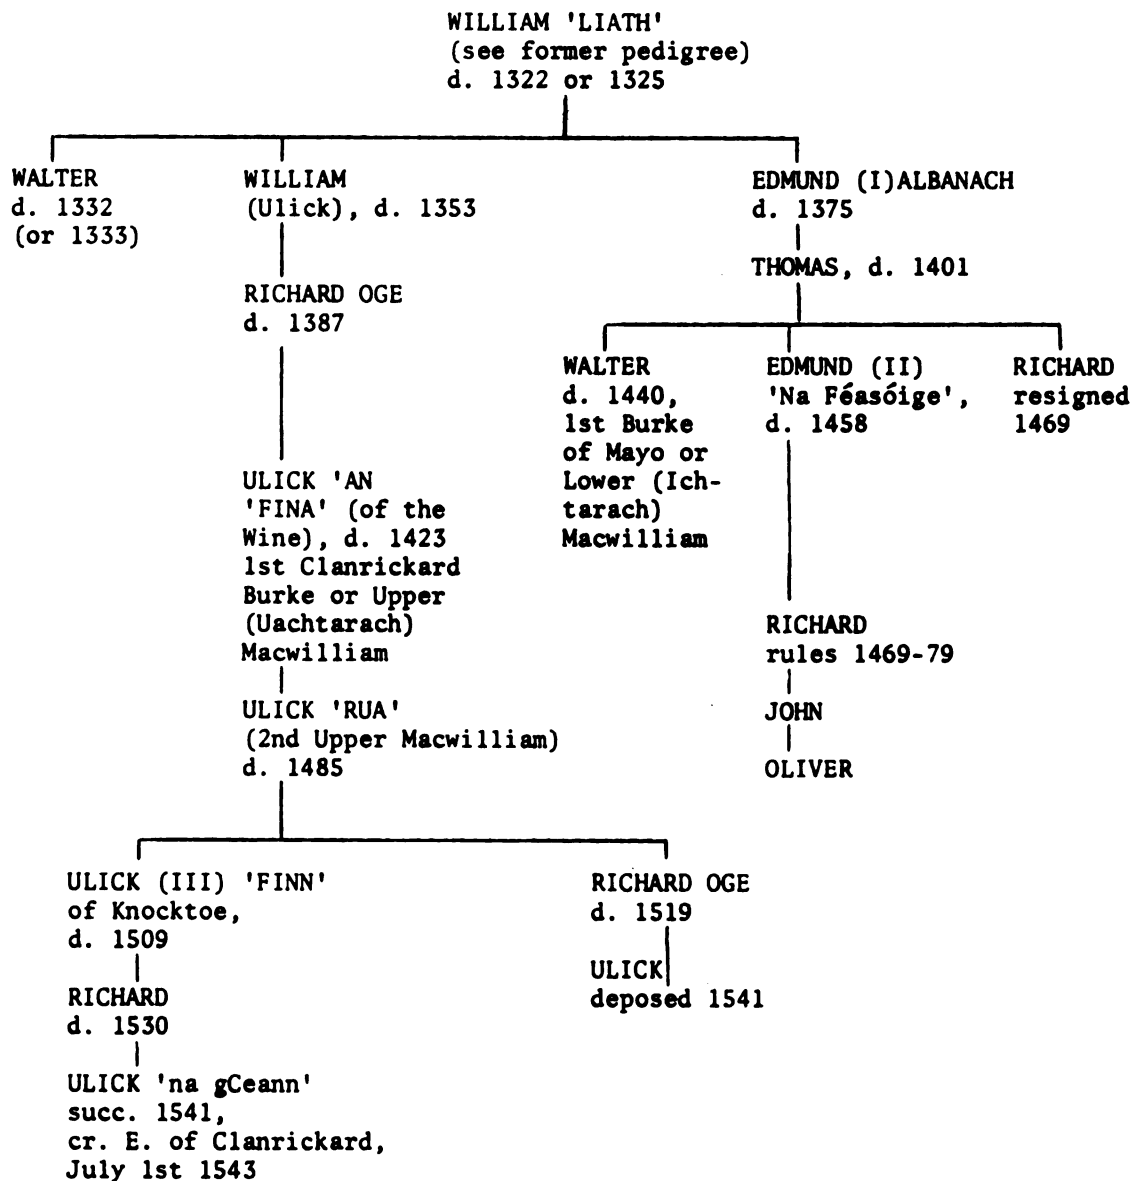 WILLIAM 'LIATH'
(see former pedigree)
d. 1322 or 1325
WALTER
d. 1332
(or 1333)
WILLIAM
(Ulick), d. 1353
EDMUND (I)ALBANACH
d. 1375
THOMAS, d. 1401
RICHARD OGE
d. 1387
WALTER
d. 1440,
1st Burke
of Mayo or
Lower (Ich-
tarach)
Macwilliam
EDMUND (II)
'Na Féasóige',
d. 1458
RICHARD
resigned
1469
ULICK 'AN
'FINA' (of the
Wine), d. 1423
1st Clanrickard
Burke or Upper
(Uachtarach)
Macwilliam
RICHARD
rules 1469-79
ULICK 'RUA'
(2nd Upper Macwilliam)
d. 1485
JOHN
OLIVER
ULICK (III) 'FINN'
of Knocktoe,
d. 1509
RICHARD OGE
d. 1519
RICHARD
d. 1530
ULICK
deposed 1541
ULICK 'na gCeann'
succ. 1541,
cr. E. of Clanrickard,
July 1st 1543